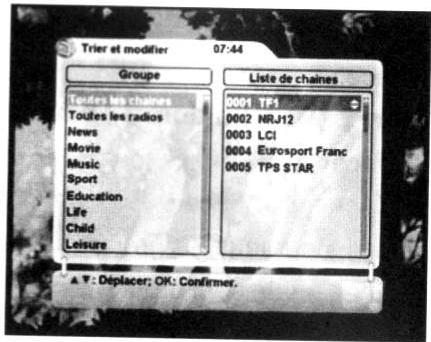 Trier et modifier 07:44
Groupe
Toutes les chaines
Toutes les radios
News
Movie
Music
Sport
Education
Life
Child
Leisure
Liste de chaines
0001 TF1
0002 NRJ12
0003 LCI
0004 Eurosport Franc
0005 TPS STAR
▲▼: Déplacer; OK: Confirmer.